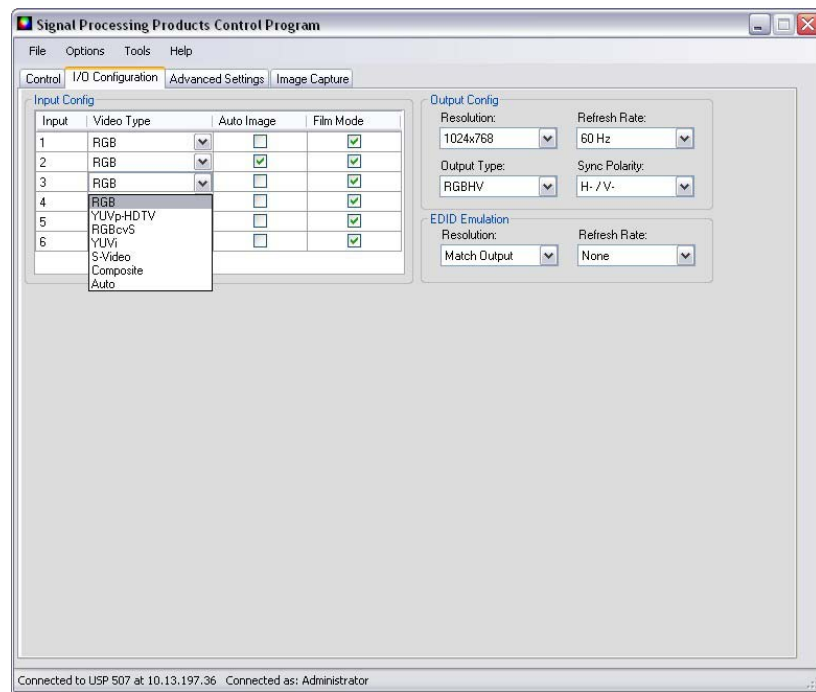 Signal Processing Products Control Program
File Options Tools Help
Control I/O Configuration Advanced Settings Image Capture
Input Config
Input Video Type Auto Image Film Mode
1 RGB
2 RGB
3 RGB
4
5
6
RGB
YUVp-HDTV
RGBcvS
YUVi
S-Video
Composite
Auto
Output Config
Resolution: Refresh Rate:
1024x768 60 Hz
Output Type: Sync Polarity:
RGBHV H- / V-
EDID Emulation
Resolution: Refresh Rate:
Match Output None
Connected to USP 507 at 10.13.197.36 Connected as: Administrator